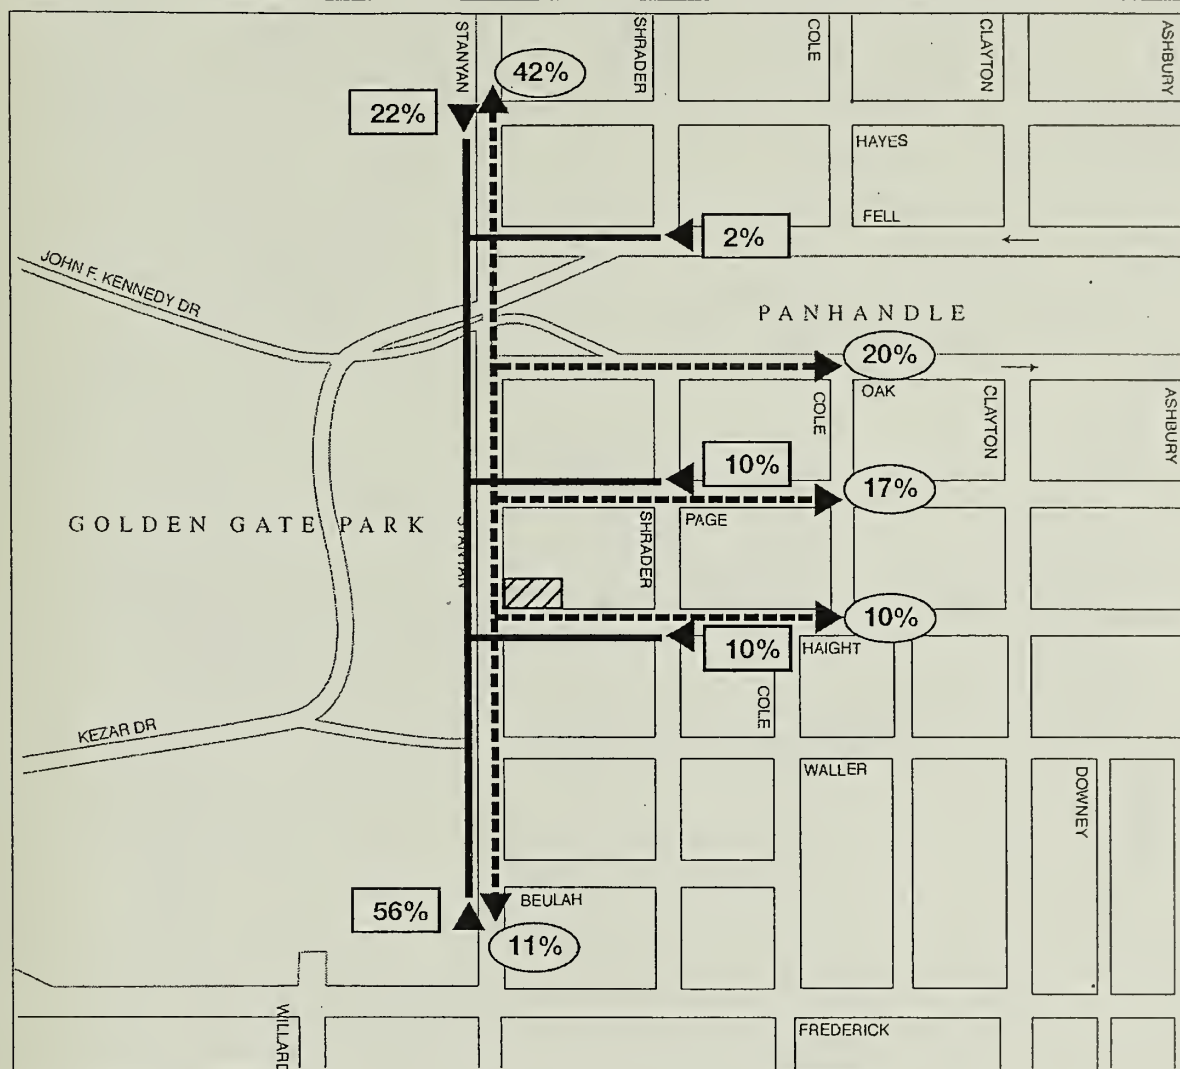 STANYAN
SHRADER
COLE
CLAYTON
ASHBURY
42%
22%
HAYES
FELL
2%
JOHN F. KENNEDY DR
PANHANDLE
20%
OAK
COLE
CLAYTON
ASHBURY
10%
17%
GOLDEN GATE PARK
STANYAN
SHRADER
PAGE
10%
10%
HAIGHT
COLE
KEZAR DR
WALLER
DOWNEY
56%
BEULAH
11%
WILLARD
FREDERICK